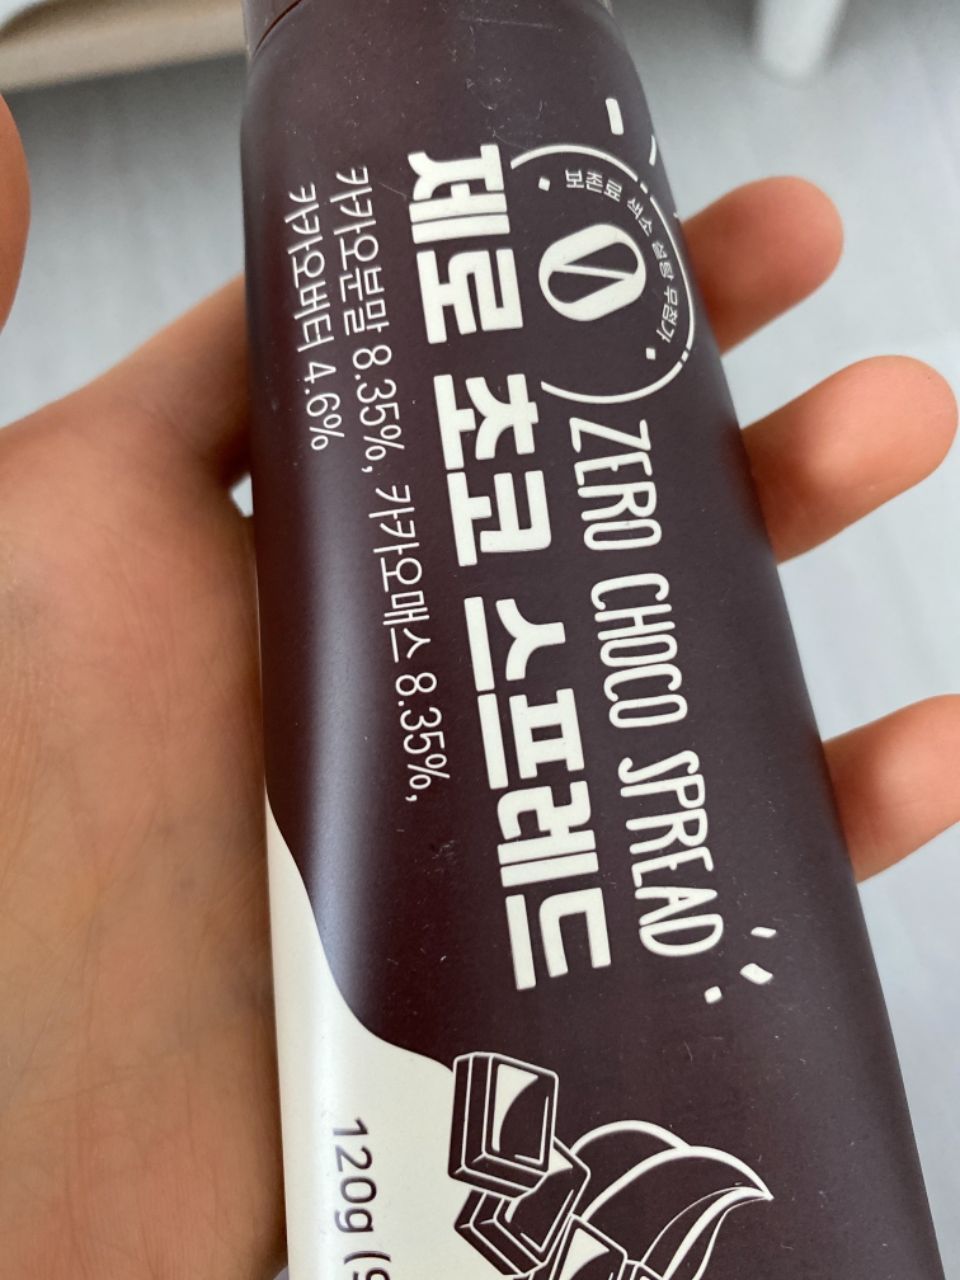 보존료 색소 설탕 무첨가
ZERO CHOCO SPREAD
제로 초코 스프레드
카카오분말 8.35%, 카카오매스 8.35%,
카카오버터 4.6%
120g